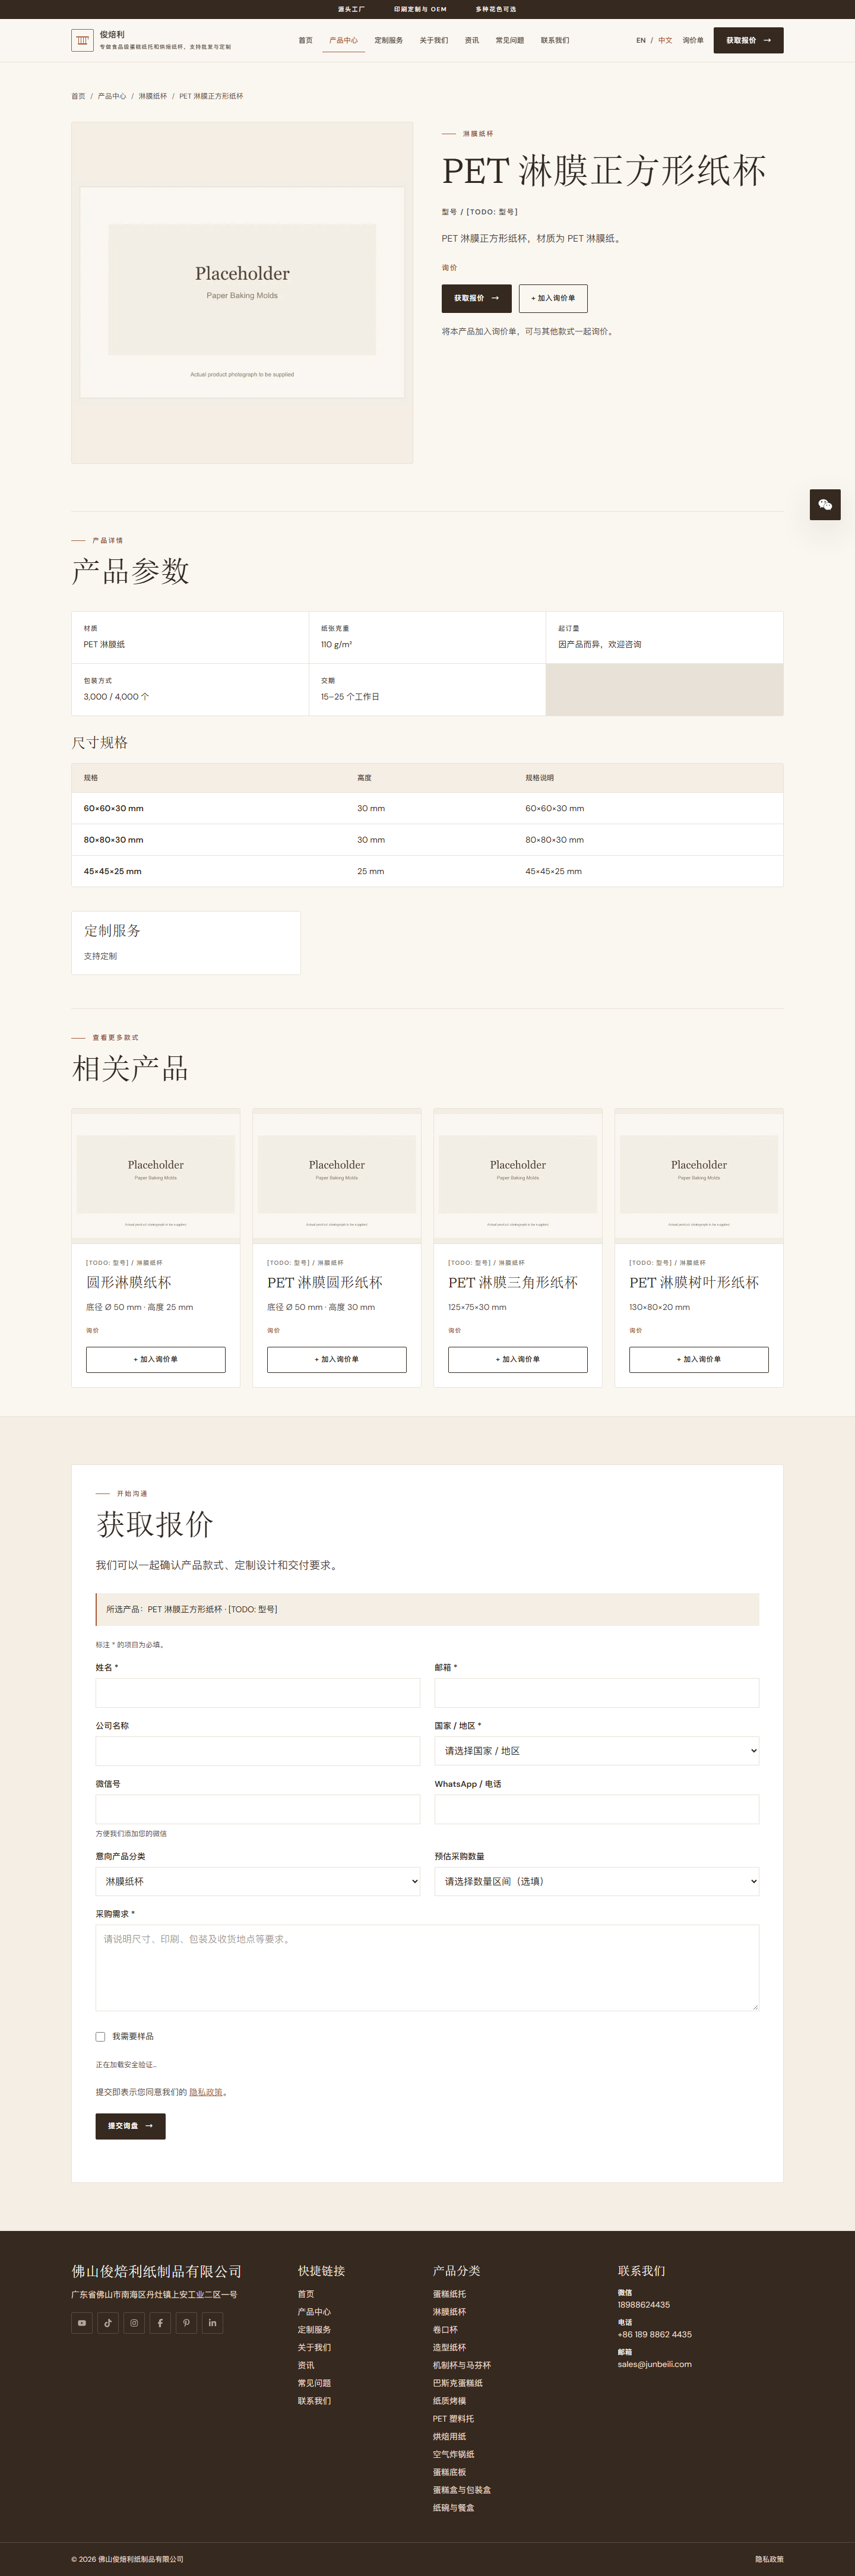 源头工厂 印刷定制与 OEM 多种花色可选
俊焙利
专做食品级蛋糕纸托和烘焙纸杯，支持批发与定制
首页 产品中心 定制服务 关于我们 资讯 常见问题 联系我们
EN / 中文 询价单 获取报价 →
首页 / 产品中心 / 淋膜纸杯 / PET 淋膜正方形纸杯
Placeholder
Paper Baking Molds
Actual product photograph to be supplied
淋膜纸杯
PET 淋膜正方形纸杯
型号 / [TODO: 型号]
PET 淋膜正方形纸杯，材质为 PET 淋膜纸。
询价
获取报价 →
+ 加入询价单
将本产品加入询价单，可与其他款式一起询价。
产品详情
产品参数
材质
PET 淋膜纸
纸张克重
110 g/m²
起订量
因产品而异，欢迎咨询
包装方式
3,000 / 4,000 个
交期
15–25 个工作日
尺寸规格
规格 高度 规格说明
60×60×30 mm 30 mm 60×60×30 mm
80×80×30 mm 30 mm 80×80×30 mm
45×45×25 mm 25 mm 45×45×25 mm
定制服务
支持定制
查看更多款式
相关产品
Placeholder
Paper Baking Molds
Actual product photograph to be supplied
[TODO: 型号] / 淋膜纸杯
圆形淋膜纸杯
底径 Ø 50 mm · 高度 25 mm
询价
+ 加入询价单
Placeholder
Paper Baking Molds
Actual product photograph to be supplied
[TODO: 型号] / 淋膜纸杯
PET 淋膜圆形纸杯
底径 Ø 50 mm · 高度 30 mm
询价
+ 加入询价单
Placeholder
Paper Baking Molds
Actual product photograph to be supplied
[TODO: 型号] / 淋膜纸杯
PET 淋膜三角形纸杯
125×75×30 mm
询价
+ 加入询价单
Placeholder
Paper Baking Molds
Actual product photograph to be supplied
[TODO: 型号] / 淋膜纸杯
PET 淋膜树叶形纸杯
130×80×20 mm
询价
+ 加入询价单
开始沟通
获取报价
我们可以一起确认产品款式、定制设计和交付要求。
所选产品：PET 淋膜正方形纸杯 · [TODO: 型号]
标注 * 的项目为必填。
姓名 *
邮箱 *
公司名称
国家 / 地区 *
请选择国家 / 地区
微信号
WhatsApp / 电话
方便我们添加您的微信
意向产品分类
淋膜纸杯
预估采购数量
请选择数量区间（选填）
采购需求 *
请说明尺寸、印刷、包装及收货地点等要求。
我需要样品
正在加载安全验证…
提交即表示您同意我们的 隐私政策。
提交询盘 →
佛山俊焙利纸制品有限公司
广东省佛山市南海区丹灶镇上安工业二区一号
快捷链接
首页
产品中心
定制服务
关于我们
资讯
常见问题
联系我们
产品分类
蛋糕纸托
淋膜纸杯
卷口杯
造型纸杯
机制杯与马芬杯
巴斯克蛋糕纸
纸质烤模
PET 塑料托
烘焙用纸
空气炸锅纸
蛋糕底板
蛋糕盒与包装盒
纸碗与餐盒
联系我们
微信
18988624435
电话
+86 189 8862 4435
邮箱
sales@junbeili.com
© 2026 佛山俊焙利纸制品有限公司
隐私政策